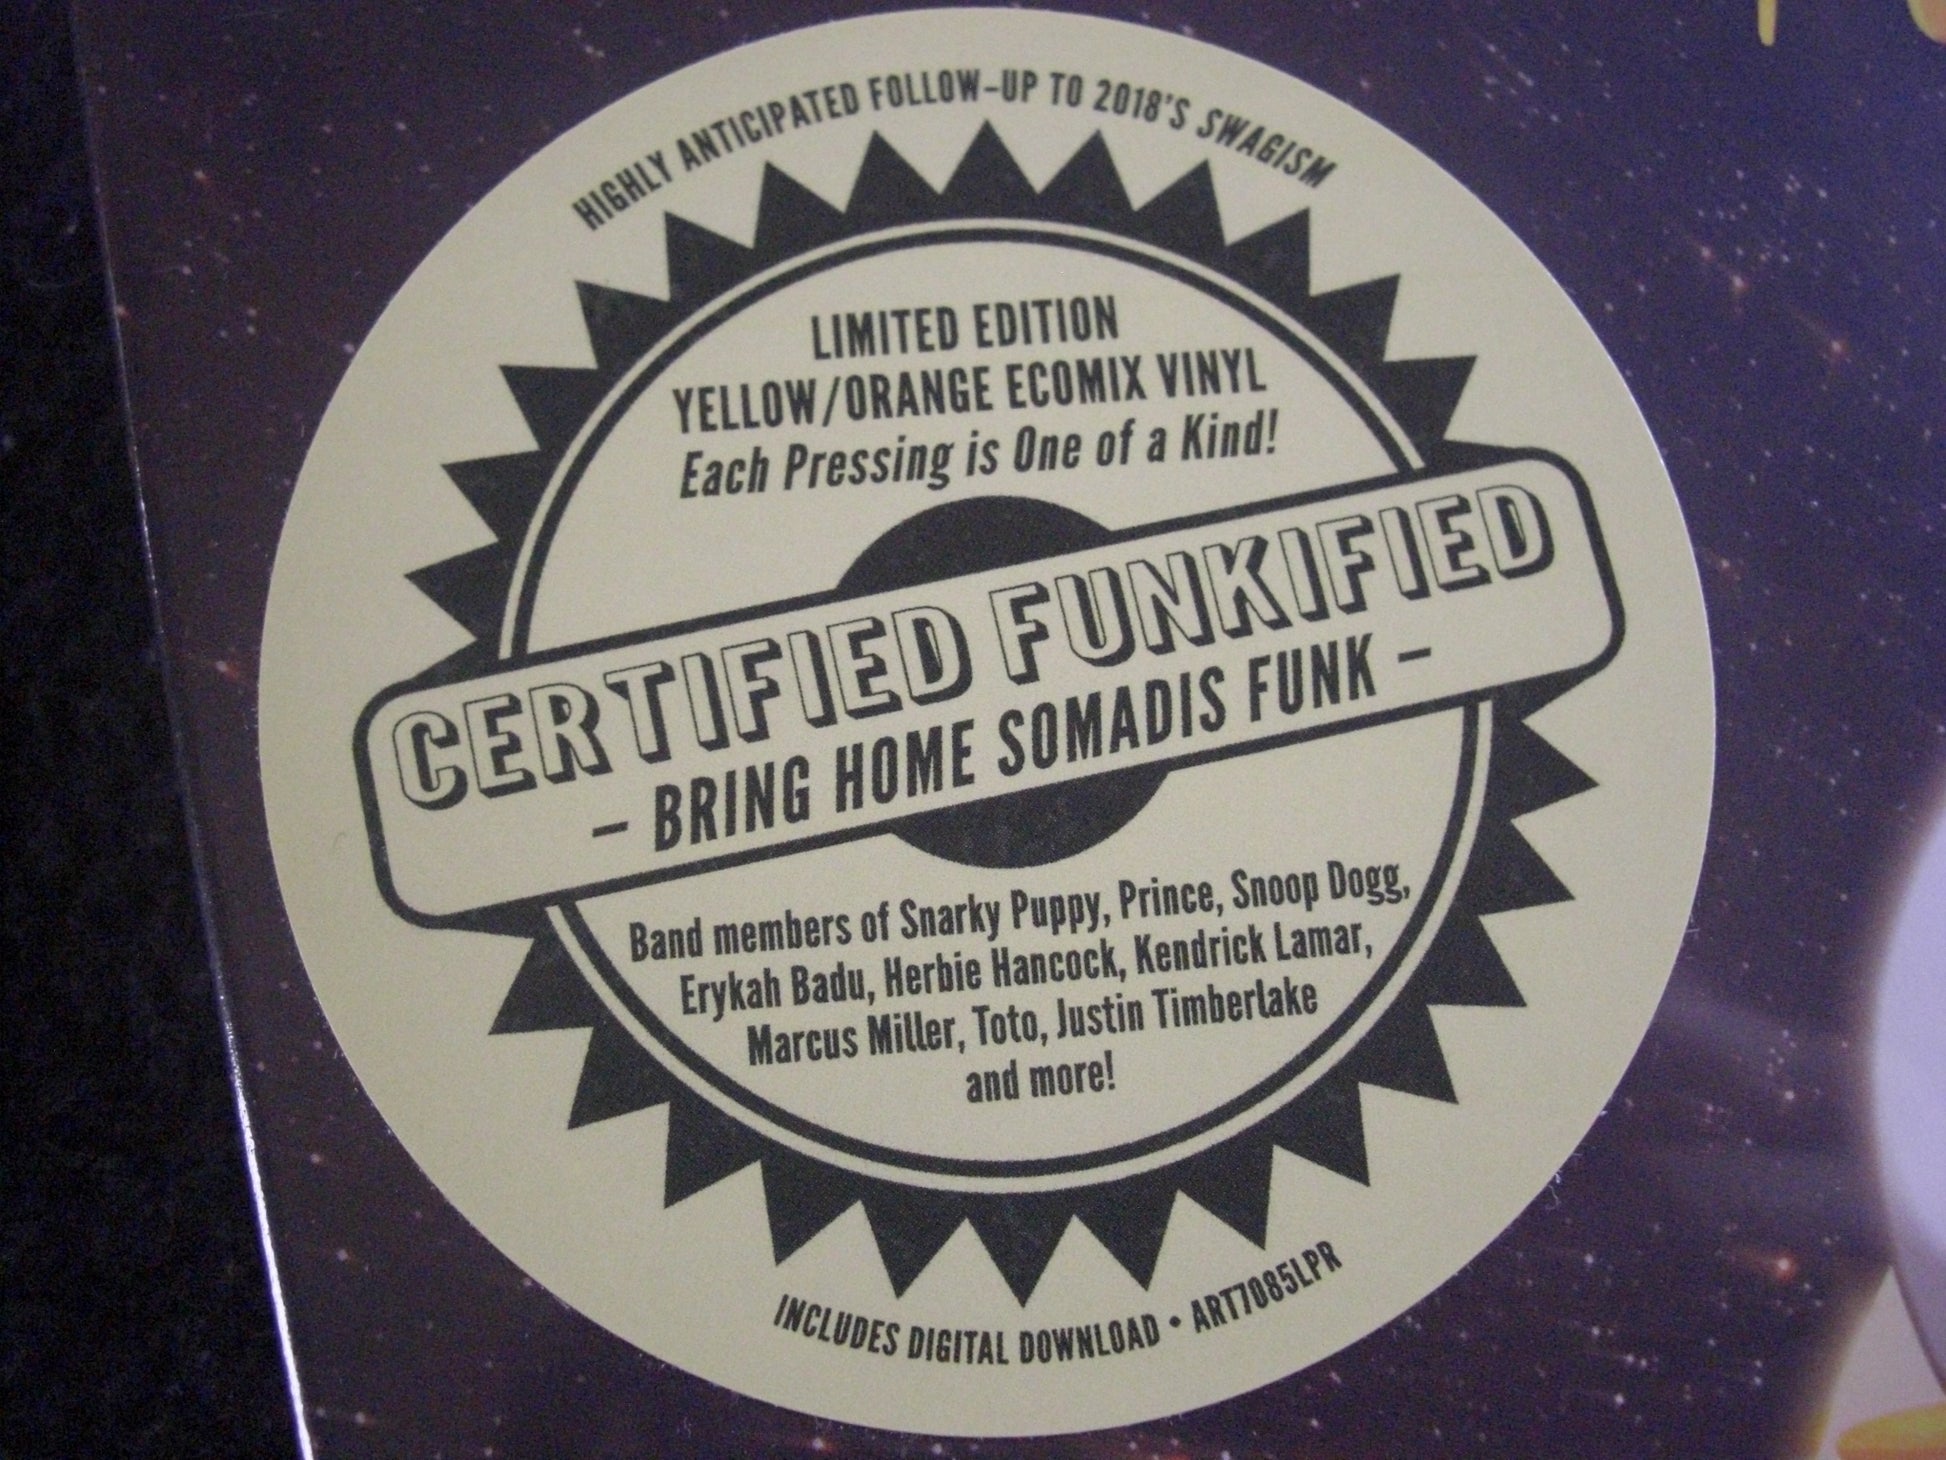 HIGHLY ANTICIPATED FOLLOW-UP TO 2018'S SWAGISM
LIMITED EDITION
YELLOW/ORANGE ECOMIX VINYL
Each Pressing is One of a Kind!
CERTIFIED FUNKIFIED
– BRING HOME SOMADIS FUNK –
Band members of Snarky Puppy, Prince, Snoop Dogg,
Erykah Badu, Herbie Hancock, Kendrick Lamar,
Marcus Miller, Toto, Justin Timberlake
and more!
INCLUDES DIGITAL DOWNLOAD • ART7085LPR